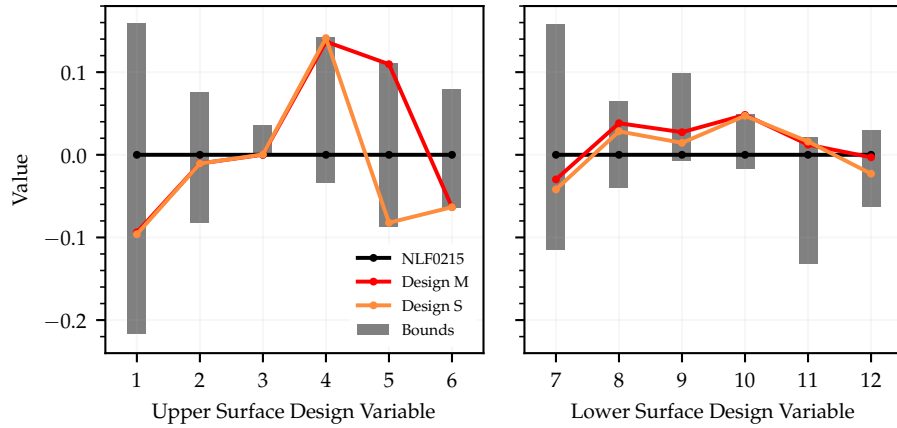 Value
0.1
0.0
−0.1
−0.2
NLF0215
Design M
Design S
Bounds
1 2 3 4 5 6
Upper Surface Design Variable
7 8 9 10 11 12
Lower Surface Design Variable